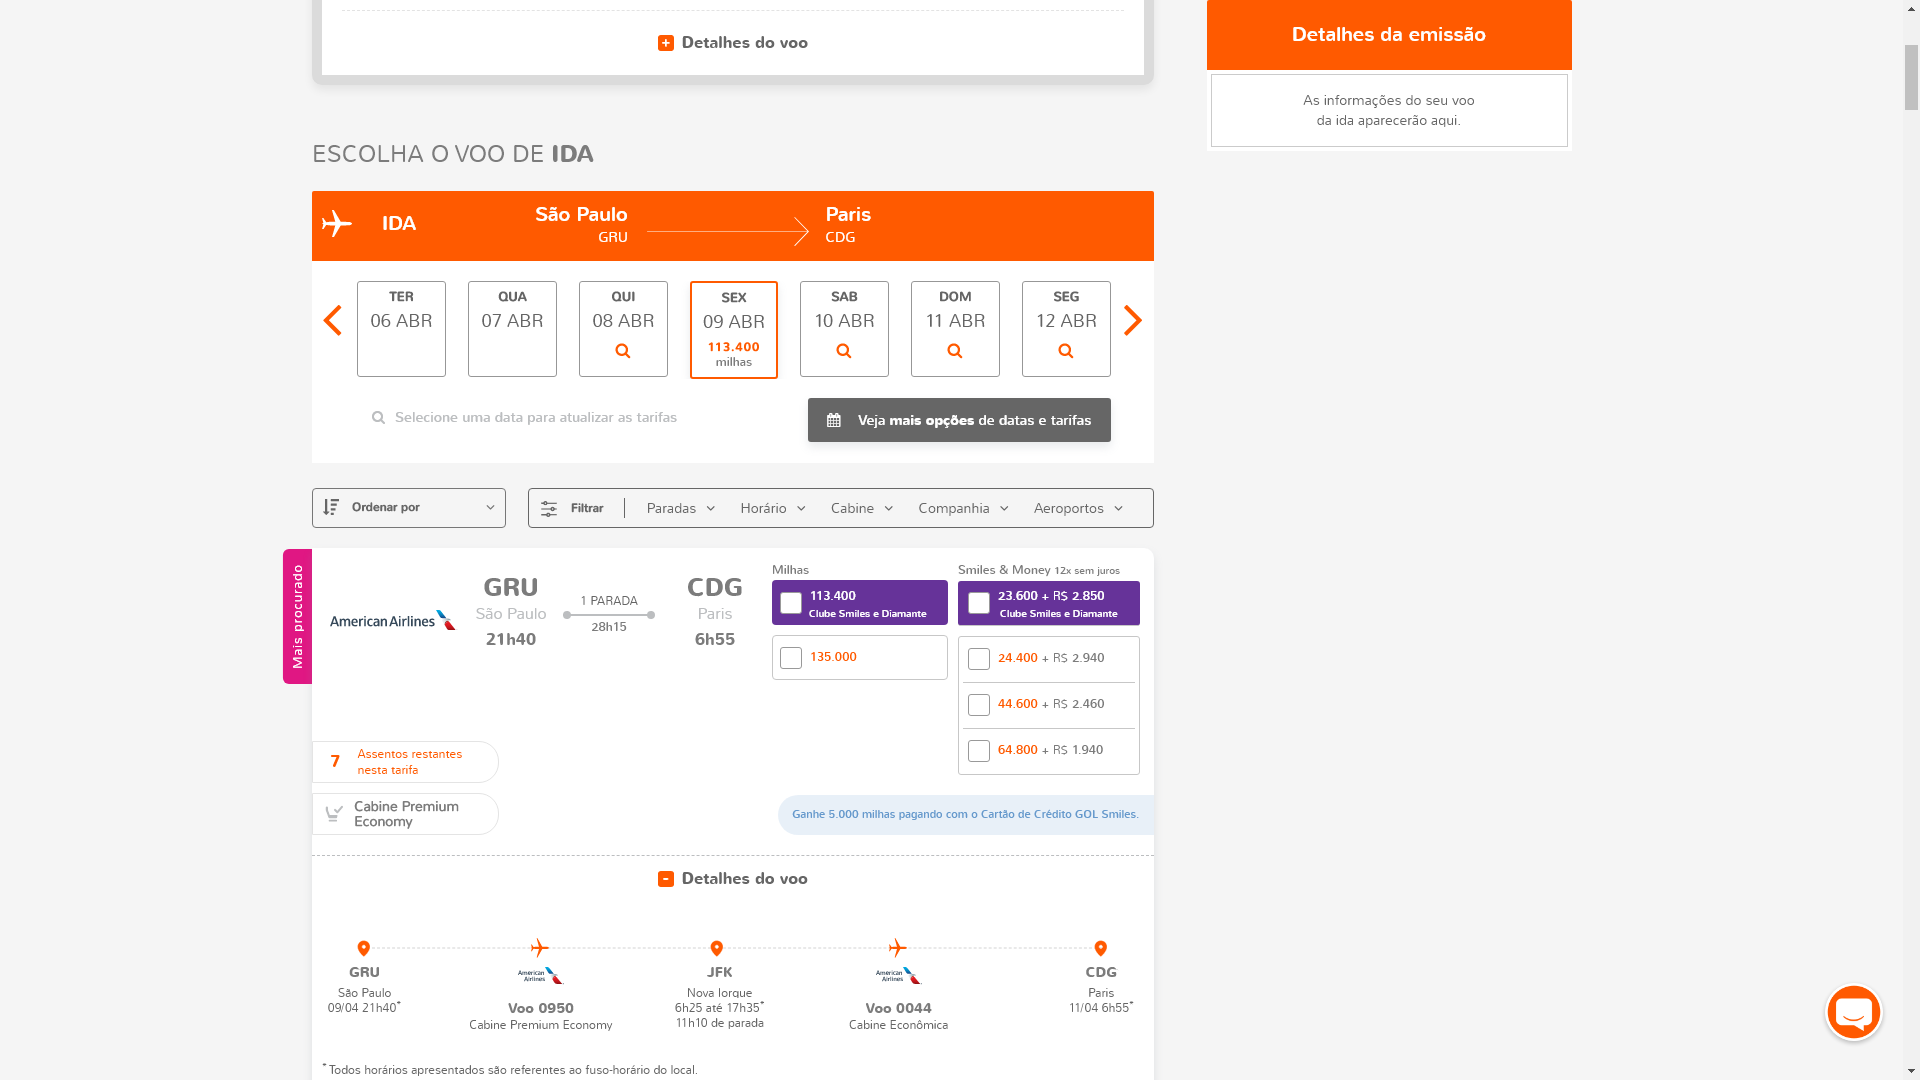 Detalhes do voo
Detalhes da emissão
As informações do seu voo
da ida aparecerão aqui.
ESCOLHA O VOO DE IDA
IDA
São Paulo
GRU
Paris
CDG
TER
06 ABR
QUA
07 ABR
QUI
08 ABR
SEX
09 ABR
113.400
milhas
SAB
10 ABR
DOM
11 ABR
SEG
12 ABR
Selecione uma data para atualizar as tarifas
Veja mais opções de datas e tarifas
Ordenar por
Filtrar
Paradas
Horário
Cabine
Companhia
Aeroportos
Mais procurado
American Airlines
GRU
São Paulo
21h40
1 PARADA
28h15
CDG
Paris
6h55
Milhas
113.400
Clube Smiles e Diamante
135.000
Smiles & Money 12x sem juros
23.600 + R$ 2.850
Clube Smiles e Diamante
24.400 + R$ 2.940
44.600 + R$ 2.460
64.800 + R$ 1.940
7
Assentos restantes
nesta tarifa
Cabine Premium
Economy
Ganhe 5.000 milhas pagando com o Cartão de Crédito GOL Smiles.
Detalhes do voo
GRU
São Paulo
09/04 21h40*
American
Airlines
Voo 0950
Cabine Premium Economy
JFK
Nova Iorque
6h25 até 17h35*
11h10 de parada
American
Airlines
Voo 0044
Cabine Econômica
CDG
Paris
11/04 6h55*
* Todos horários apresentados são referentes ao fuso-horário do local.